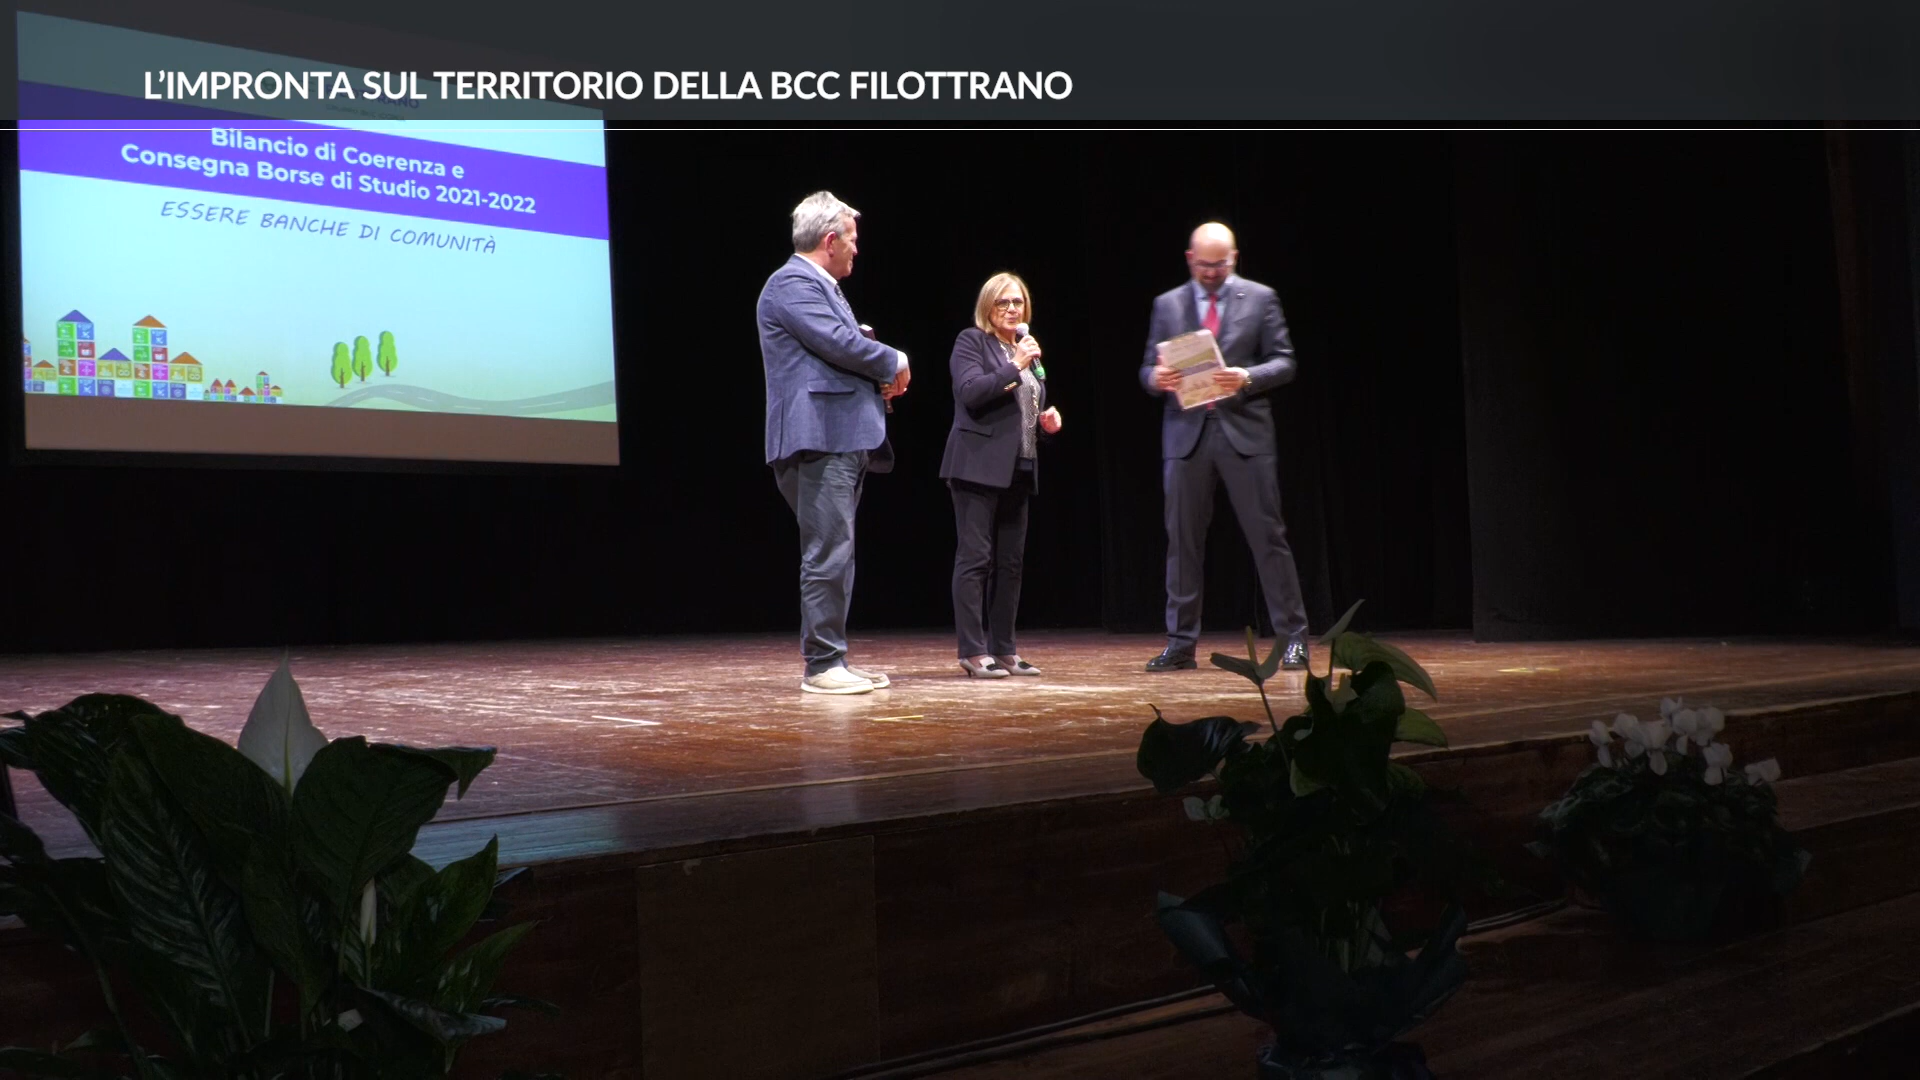 L’IMPRONTA SUL TERRITORIO DELLA BCC FILOTTRANO
Bilancio di Coerenza e
Consegna Borse di Studio 2021-2022
ESSERE BANCHE DI COMUNITÀ